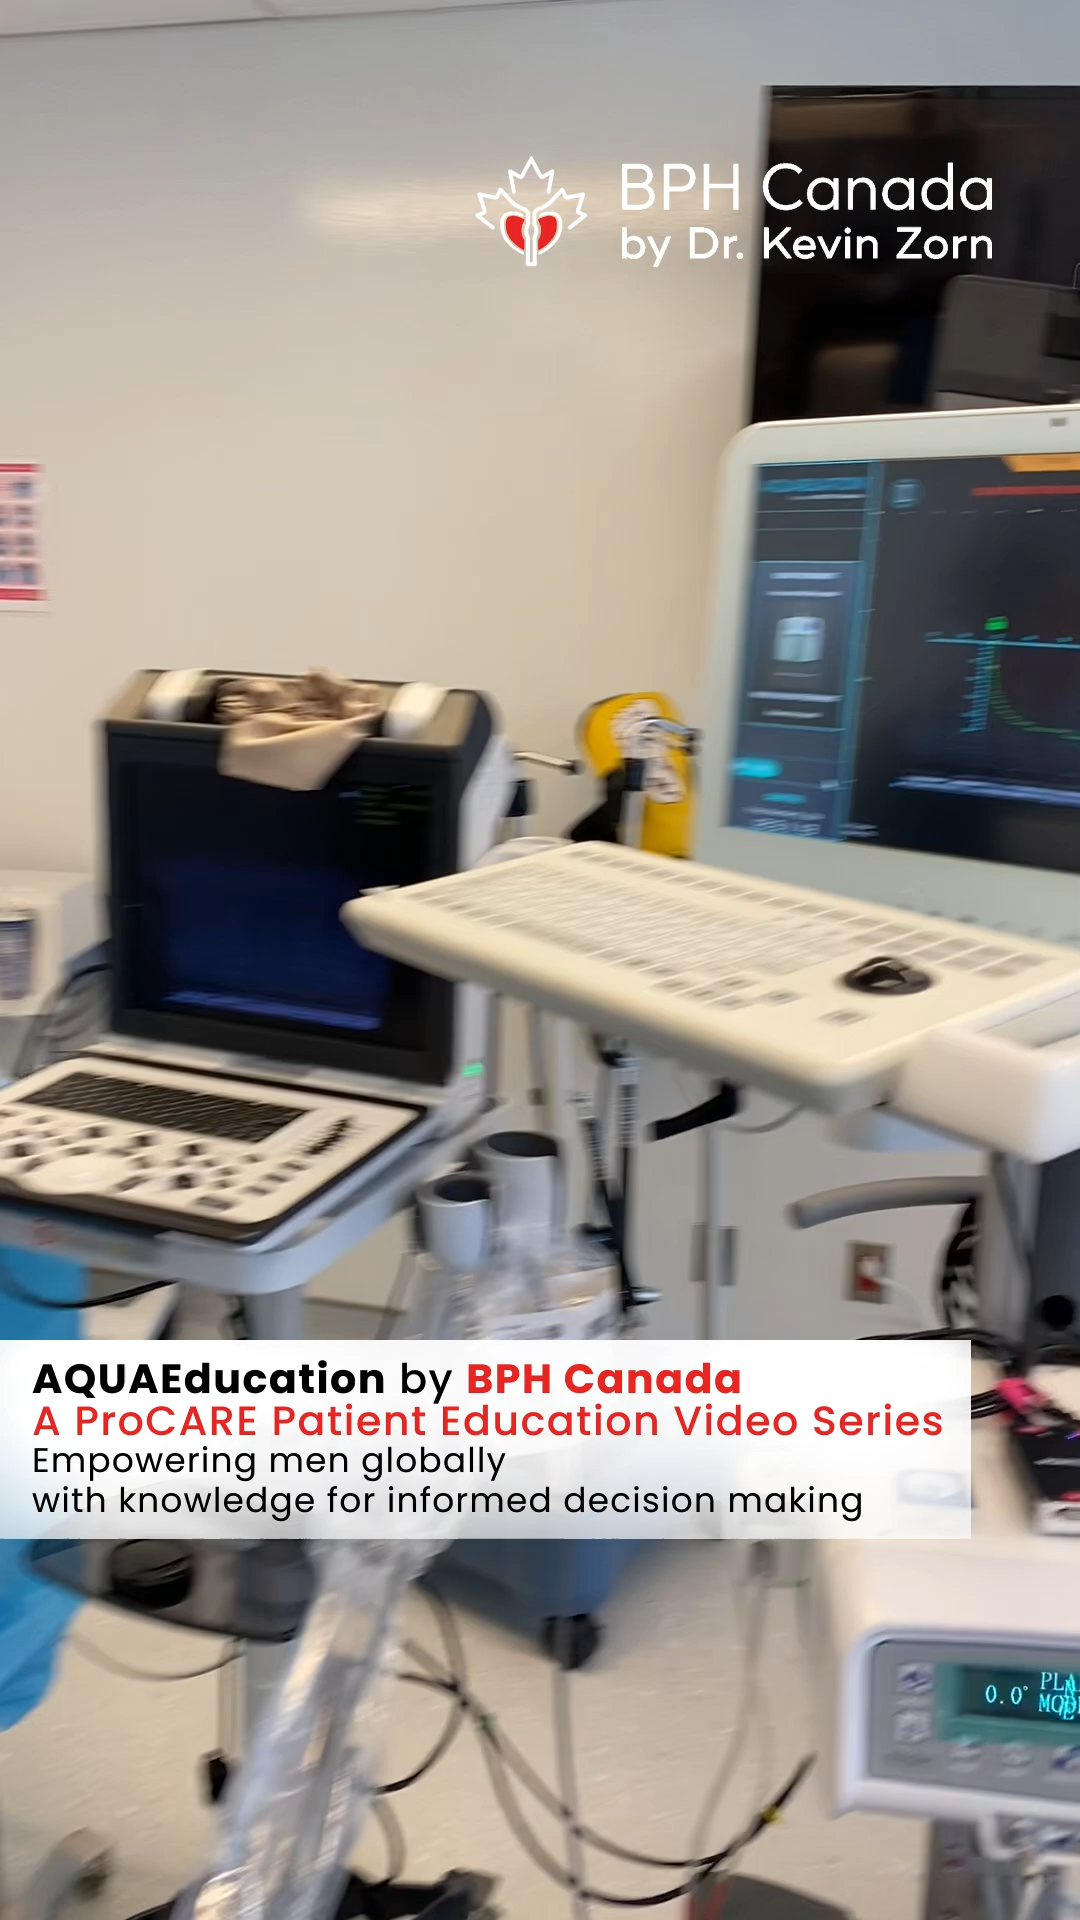 BPH Canada
by Dr. Kevin Zorn
AQUAEducation by BPH Canada
A ProCARE Patient Education Video Series
Empowering men globally
with knowledge for informed decision making
0.0°